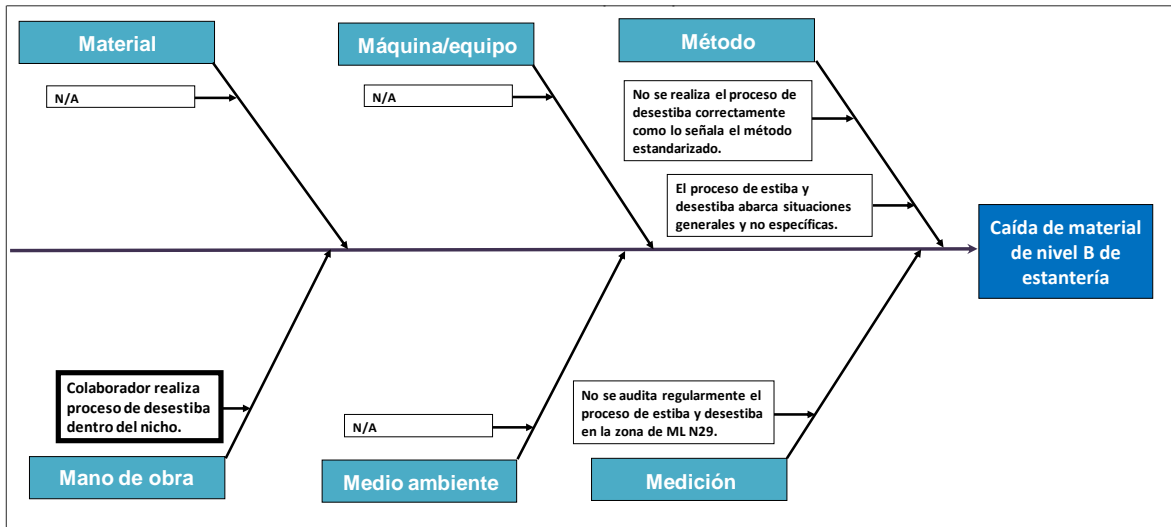 Material
Máquina/equipo
Método
N/A
N/A
No se realiza el proceso de
desestiba correctamente
como lo señala el método
estandarizado.
El proceso de estiba y
desestiba abarca situaciones
generales y no específicas.
Caída de material
de nivel B de
estantería
Colaborador realiza
proceso de desestiba
dentro del nicho.
N/A
No se audita regularmente el
proceso de estiba y desestiba
en la zona de ML N29.
Mano de obra
Medio ambiente
Medición